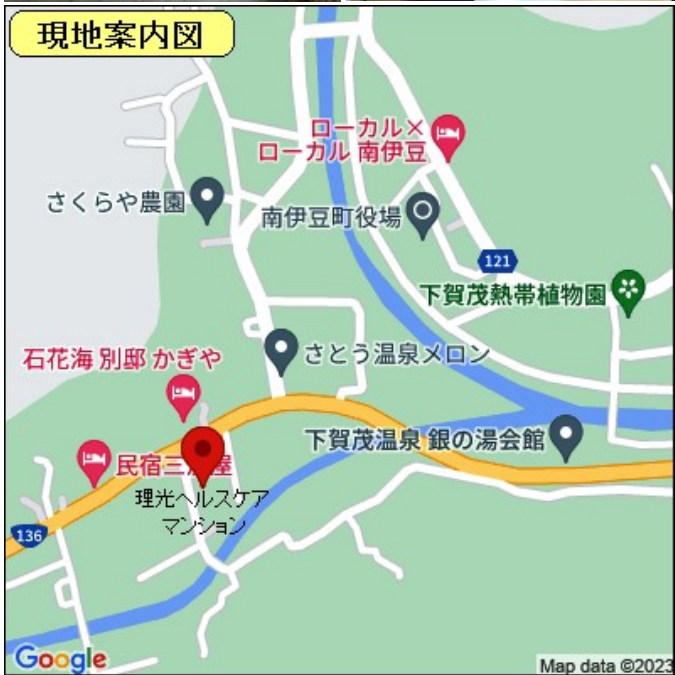 現地案内図
ローカル×
ローカル 南伊豆
さくらや農園
南伊豆町役場
121
下賀茂熱帯植物園
さとう温泉メロン
石花海 別邸 かぎや
下賀茂温泉 銀の湯会館
民宿三
屋
理光ヘルスケア
マンション
136
Google
Map data ©2023